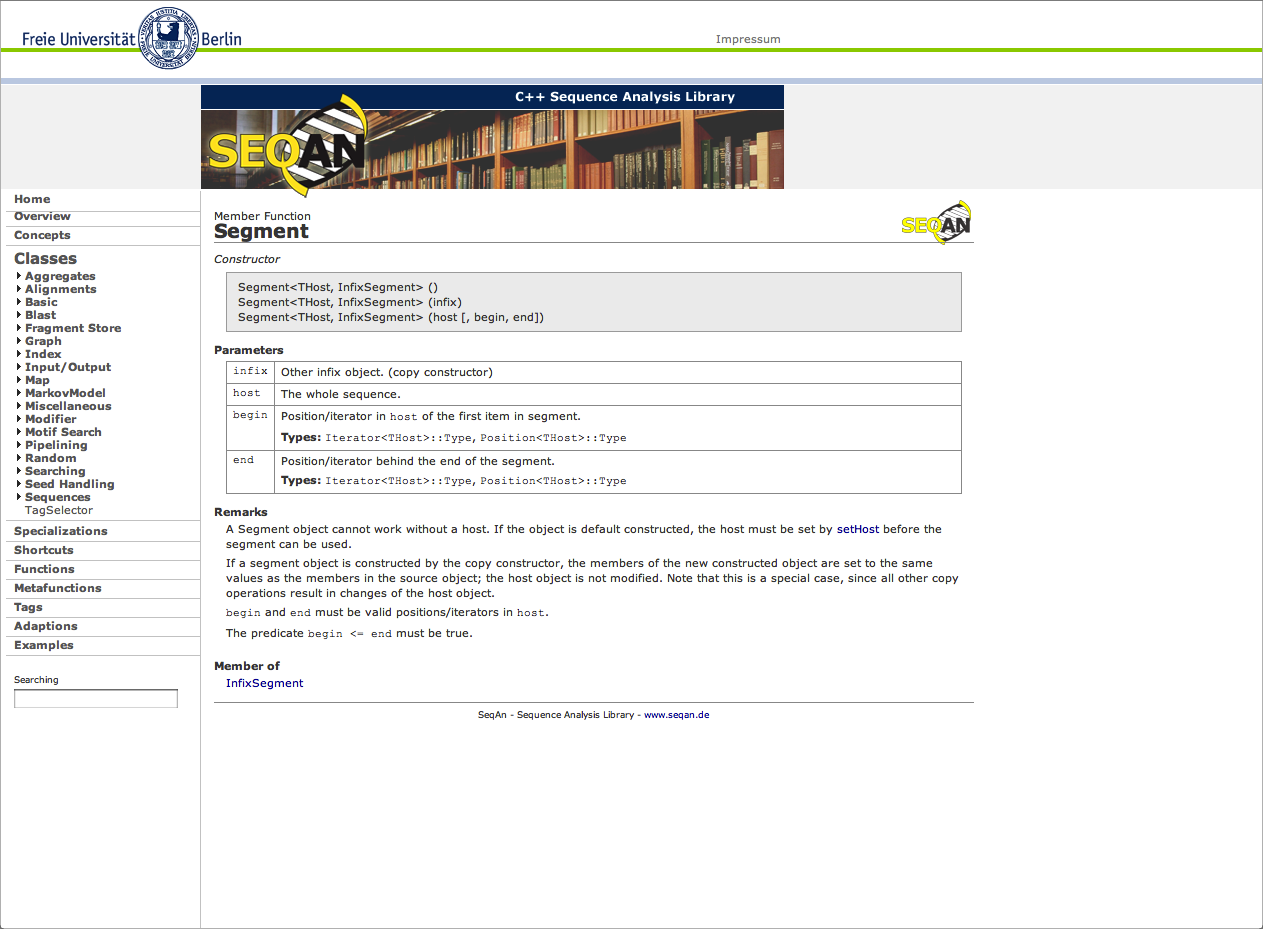 Freie Universität Berlin
Impressum
C++ Sequence Analysis Library
SEQAN
Home
Overview
Concepts
Classes
Aggregates
Alignments
Basic
Blast
Fragment Store
Graph
Index
Input/Output
Map
MarkovModel
Miscellaneous
Modifier
Motif Search
Pipelining
Random
Searching
Seed Handling
Sequences
TagSelector
Specializations
Shortcuts
Functions
Metafunctions
Tags
Adaptions
Examples
Searching
Member Function
Segment
SEQAN
Constructor
Segment<THost, InfixSegment> ()
Segment<THost, InfixSegment> (infix)
Segment<THost, InfixSegment> (host [, begin, end])
Parameters
infix Other infix object. (copy constructor)
host The whole sequence.
begin Position/iterator in host of the first item in segment.
Types: Iterator<THost>::Type, Position<THost>::Type
end Position/iterator behind the end of the segment.
Types: Iterator<THost>::Type, Position<THost>::Type
Remarks
A Segment object cannot work without a host. If the object is default constructed, the host must be set by setHost before the
segment can be used.
If a segment object is constructed by the copy constructor, the members of the new constructed object are set to the same
values as the members in the source object; the host object is not modified. Note that this is a special case, since all other copy
operations result in changes of the host object.
begin and end must be valid positions/iterators in host.
The predicate begin <= end must be true.
Member of
InfixSegment
SeqAn - Sequence Analysis Library - www.seqan.de